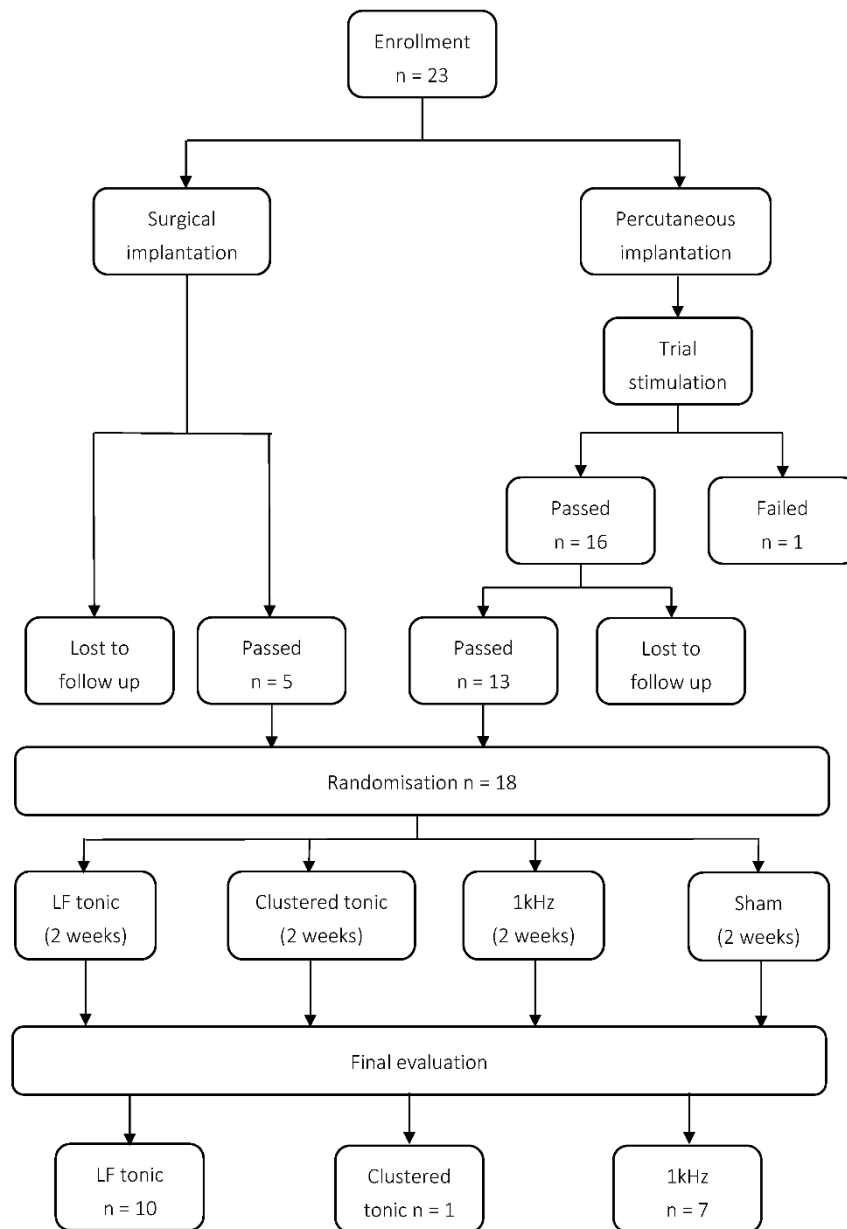 Enrollment
n = 23
Surgical
implantation
Percutaneous
implantation
Trial
stimulation
Passed
n = 16
Failed
n = 1
Lost to
follow up
Passed
n = 5
Passed
n = 13
Lost to
follow up
Randomisation n = 18
LF tonic
(2 weeks)
Clustered tonic
(2 weeks)
1kHz
(2 weeks)
Sham
(2 weeks)
Final evaluation
LF tonic
n = 10
Clustered
tonic n = 1
1kHz
n = 7